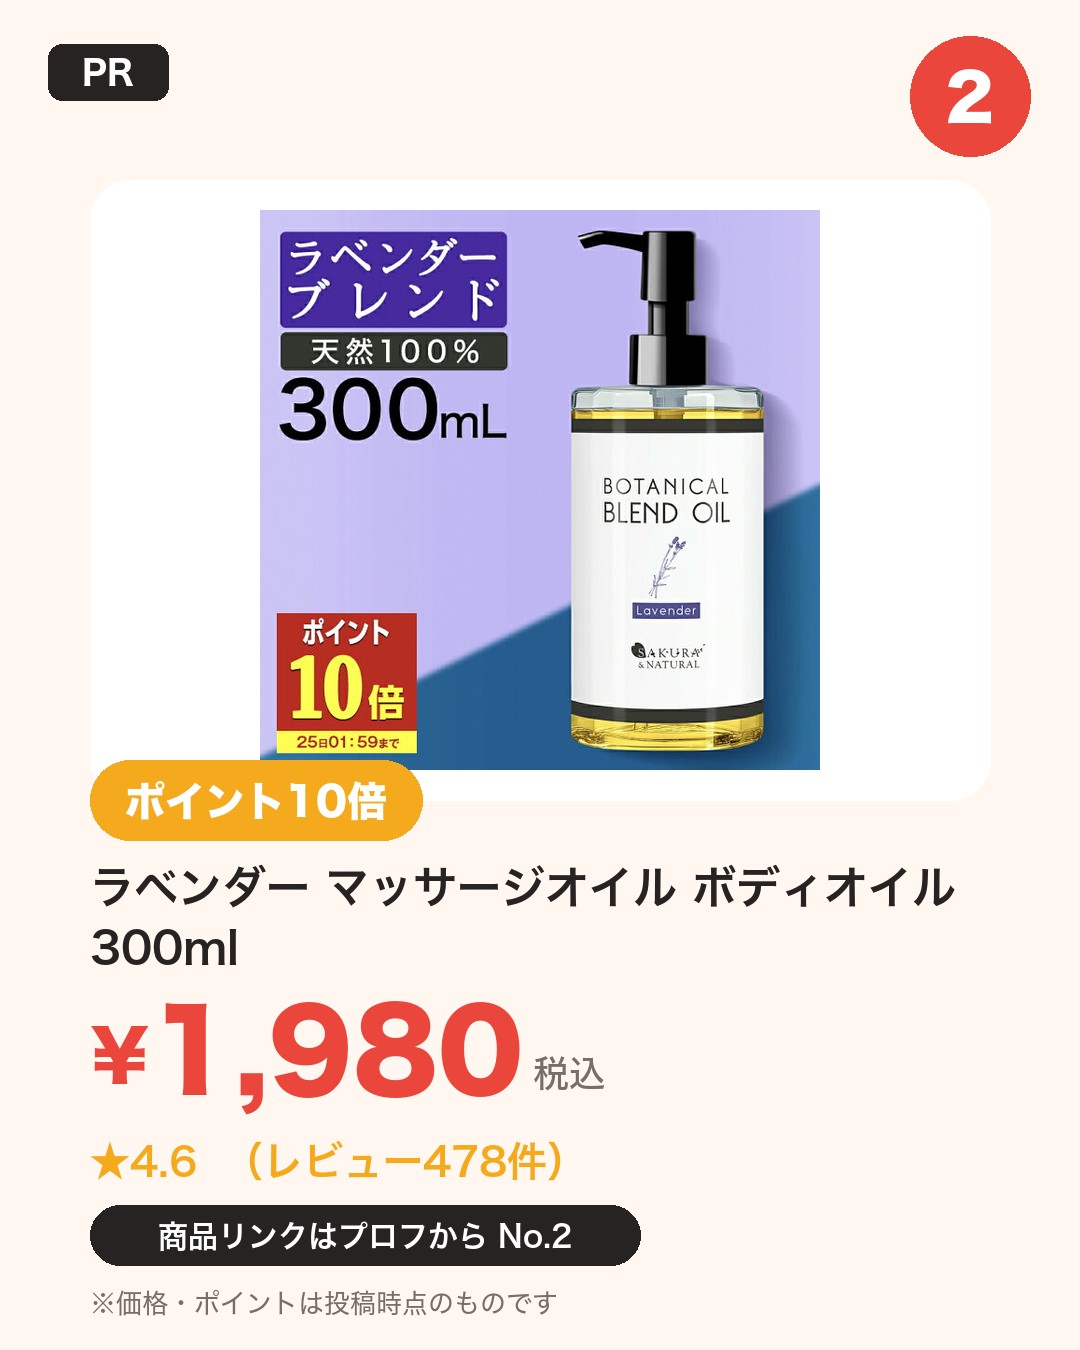 PR
2
ラベンダー
ブレンド
天然100%
300mL
BOTANICAL
BLEND OIL
Lavender
SAKURA
& NATURAL
ポイント
10倍
25日01:59まで
ポイント10倍
ラベンダー マッサージオイル ボディオイル
300ml
¥1,980 税込
★4.6 （レビュー478件）
商品リンクはプロフから No.2
※価格・ポイントは投稿時点のものです